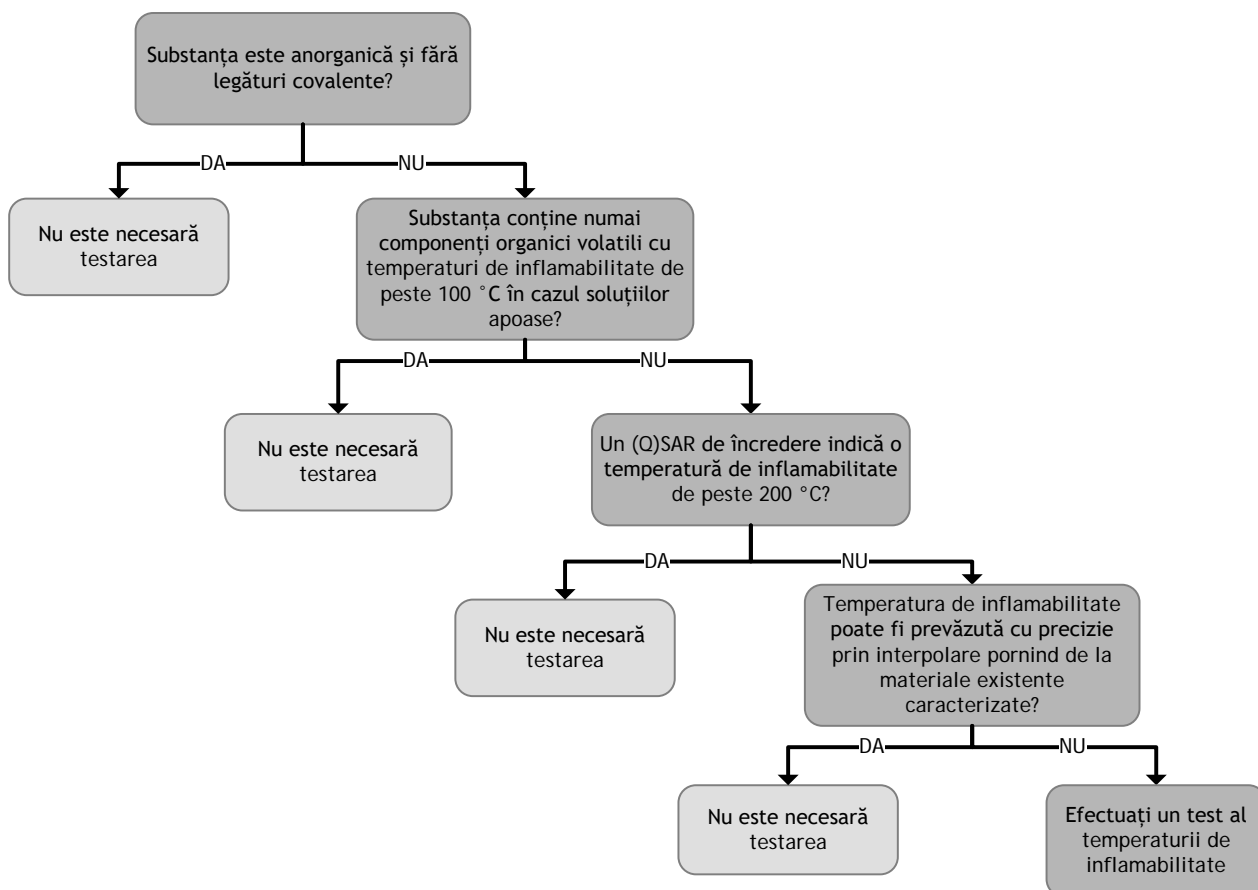 Substanța este anorganică și fără
legături covalente?
DA
NU
Nu este necesară
testarea
Substanța conține numai
componenți organici volatili cu
temperaturi de inflamabilitate de
peste 100 °C în cazul soluțiilor
apoase?
DA
NU
Nu este necesară
testarea
Un (Q)SAR de încredere indică o
temperatură de inflamabilitate
de peste 200 °C?
DA
NU
Nu este necesară
testarea
Temperatura de inflamabilitate
poate fi prevăzută cu precizie
prin interpolare pornind de la
materiale existente
caracterizate?
DA
NU
Nu este necesară
testarea
Efectuați un test al
temperaturii de
inflamabilitate